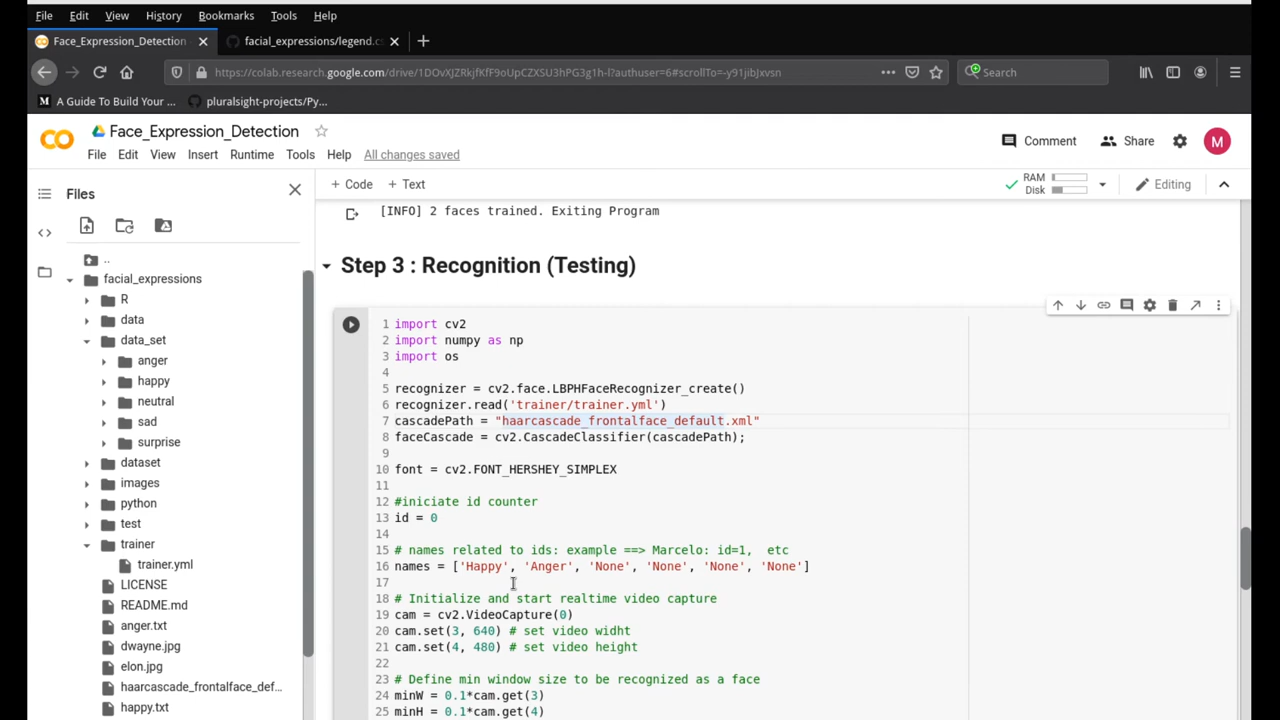 File Edit View History Bookmarks Tools Help
Face_Expression_Detection facial_expressions/legend.c
https://colab.research.google.com/drive/1DOvXJZRkjfKfF9oUpCZXSU3hPG3g1h-l?authuser=6#scrollTo=-y91jibJxvsn Search
M A Guide To Build Your ... pluralsight-projects/Py...
Face_Expression_Detection Comment Share M
File Edit View Insert Runtime Tools Help All changes saved
Files + Code + Text RAM Disk Editing
[INFO] 2 faces trained. Exiting Program
Step 3 : Recognition (Testing)
..
facial_expressions
R
data
data_set
anger
happy
neutral
sad
surprise
dataset
images
python
test
trainer
trainer.yml
LICENSE
README.md
anger.txt
dwayne.jpg
elon.jpg
haarcascade_frontalface_def...
happy.txt
1 import cv2
2 import numpy as np
3 import os
4
5 recognizer = cv2.face.LBPHFaceRecognizer_create()
6 recognizer.read('trainer/trainer.yml')
7 cascadePath = "haarcascade_frontalface_default.xml"
8 faceCascade = cv2.CascadeClassifier(cascadePath);
9
10 font = cv2.FONT_HERSHEY_SIMPLEX
11
12 #iniciate id counter
13 id = 0
14
15 # names related to ids: example ==> Marcelo: id=1,  etc
16 names = ['Happy', 'Anger', 'None', 'None', 'None', 'None']
17
18 # Initialize and start realtime video capture
19 cam = cv2.VideoCapture(0)
20 cam.set(3, 640) # set video widht
21 cam.set(4, 480) # set video height
22
23 # Define min window size to be recognized as a face
24 minW = 0.1*cam.get(3)
25 minH = 0.1*cam.get(4)